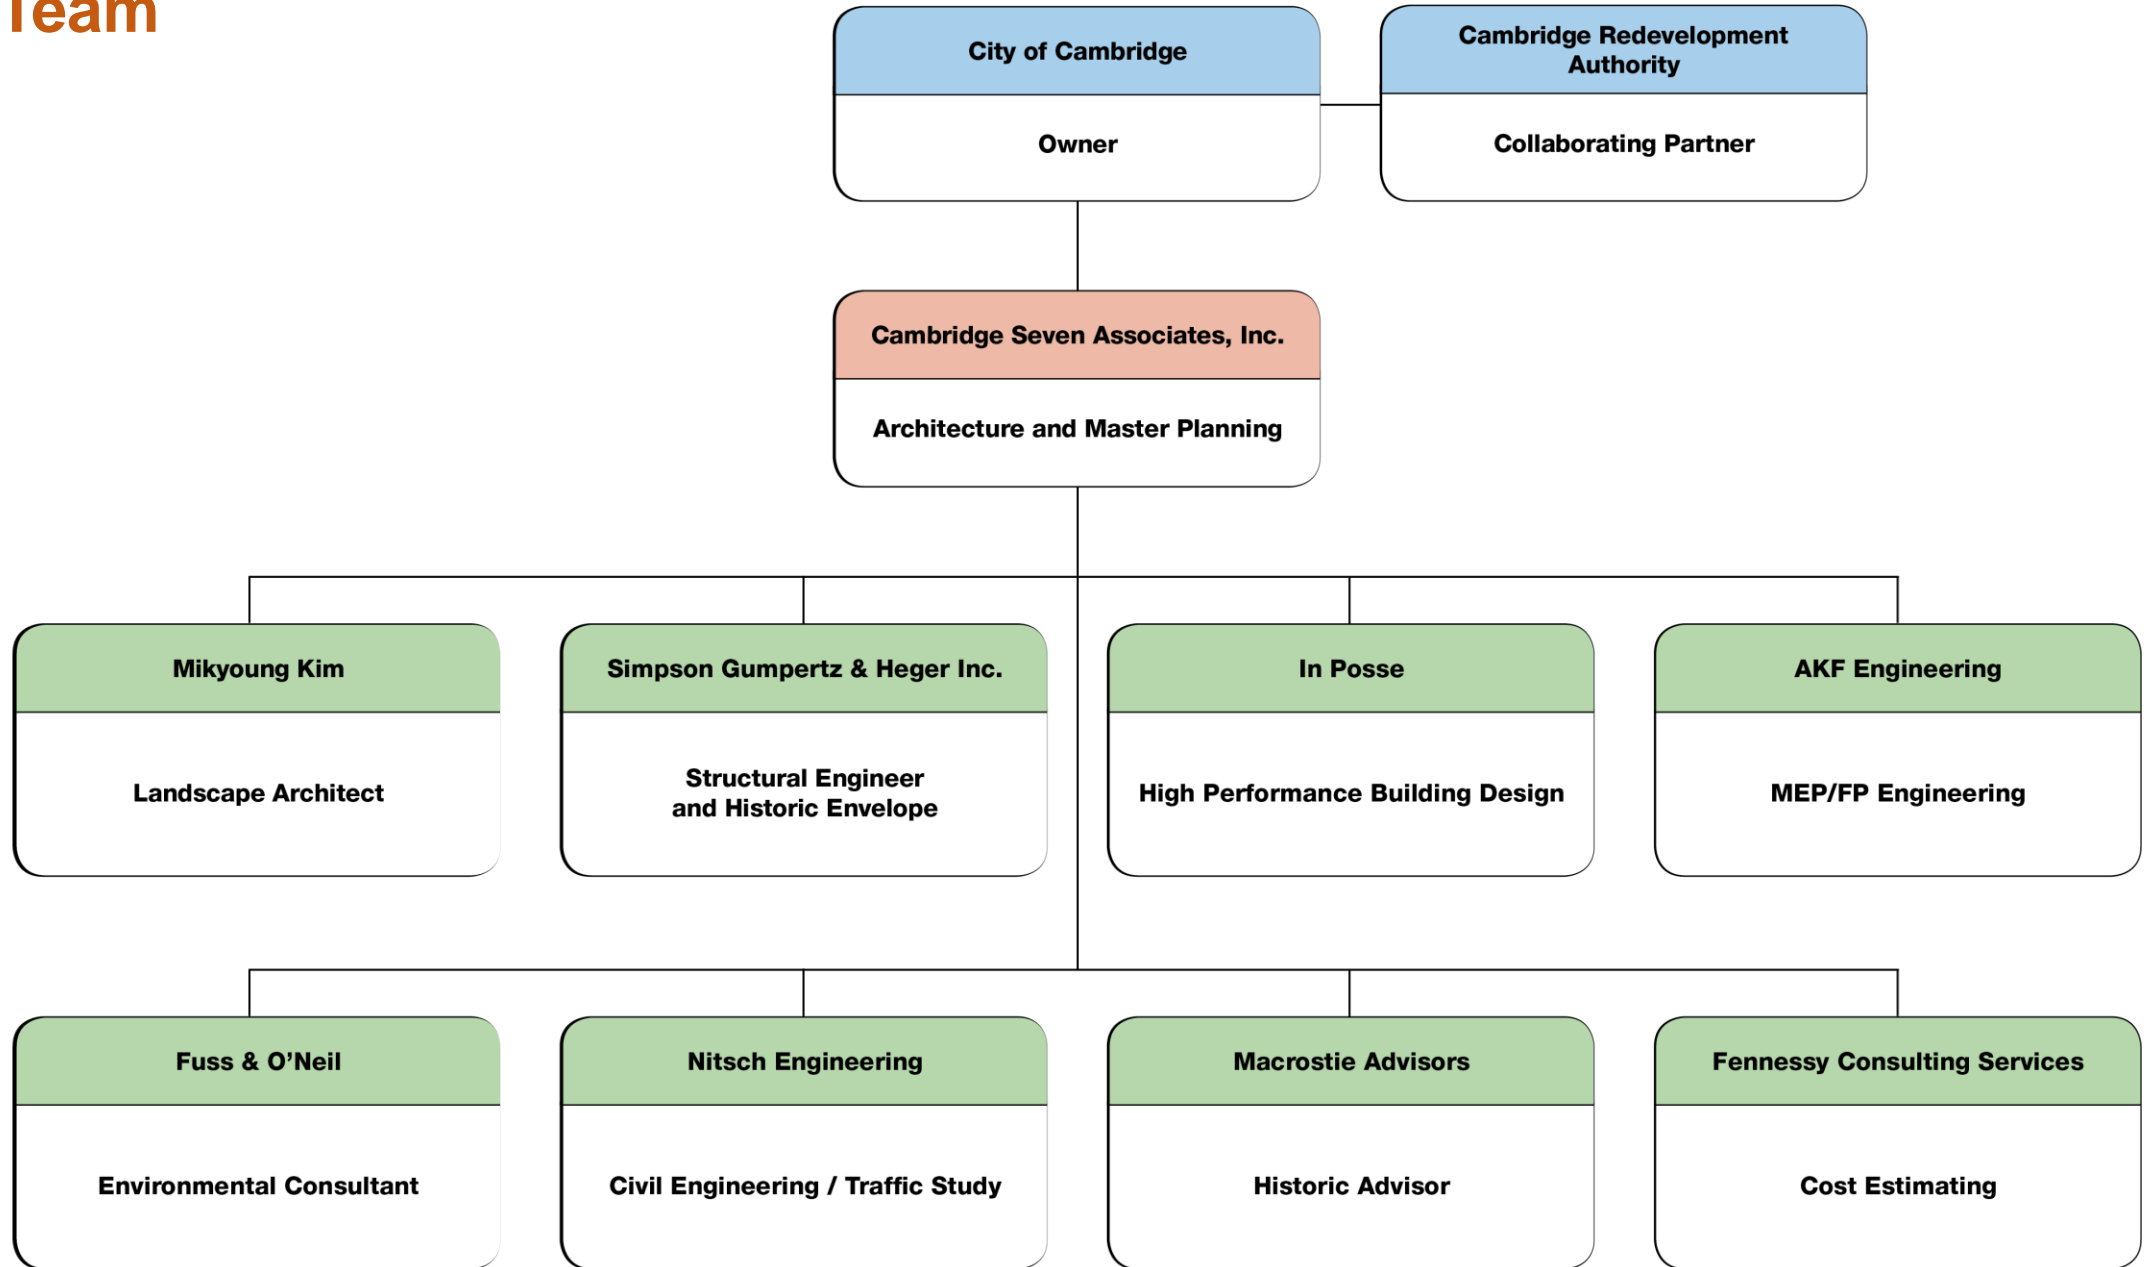 Team
City of Cambridge
Owner
Cambridge Redevelopment
Authority
Collaborating Partner
Cambridge Seven Associates, Inc.
Architecture and Master Planning
Mikyoung Kim
Landscape Architect
Simpson Gumpertz & Heger Inc.
Structural Engineer
and Historic Envelope
In Posse
High Performance Building Design
AKF Engineering
MEP/FP Engineering
Fuss & O’Neil
Environmental Consultant
Nitsch Engineering
Civil Engineering / Traffic Study
Macrostie Advisors
Historic Advisor
Fennessy Consulting Services
Cost Estimating